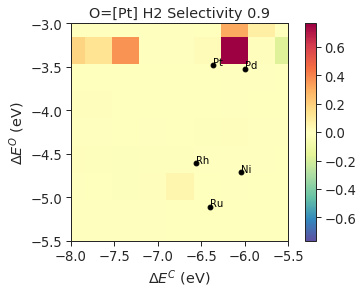 O=[Pt] H2 Selectivity 0.9
−3.0
−3.5
−4.0
−4.5
−5.0
−5.5
ΔE^O (eV)
Pt
Pd
Rh
Ni
Ru
−8.0 −7.5 −7.0 −6.5 −6.0 −5.5
ΔE^C (eV)
0.6
0.4
0.2
0.0
−0.2
−0.4
−0.6